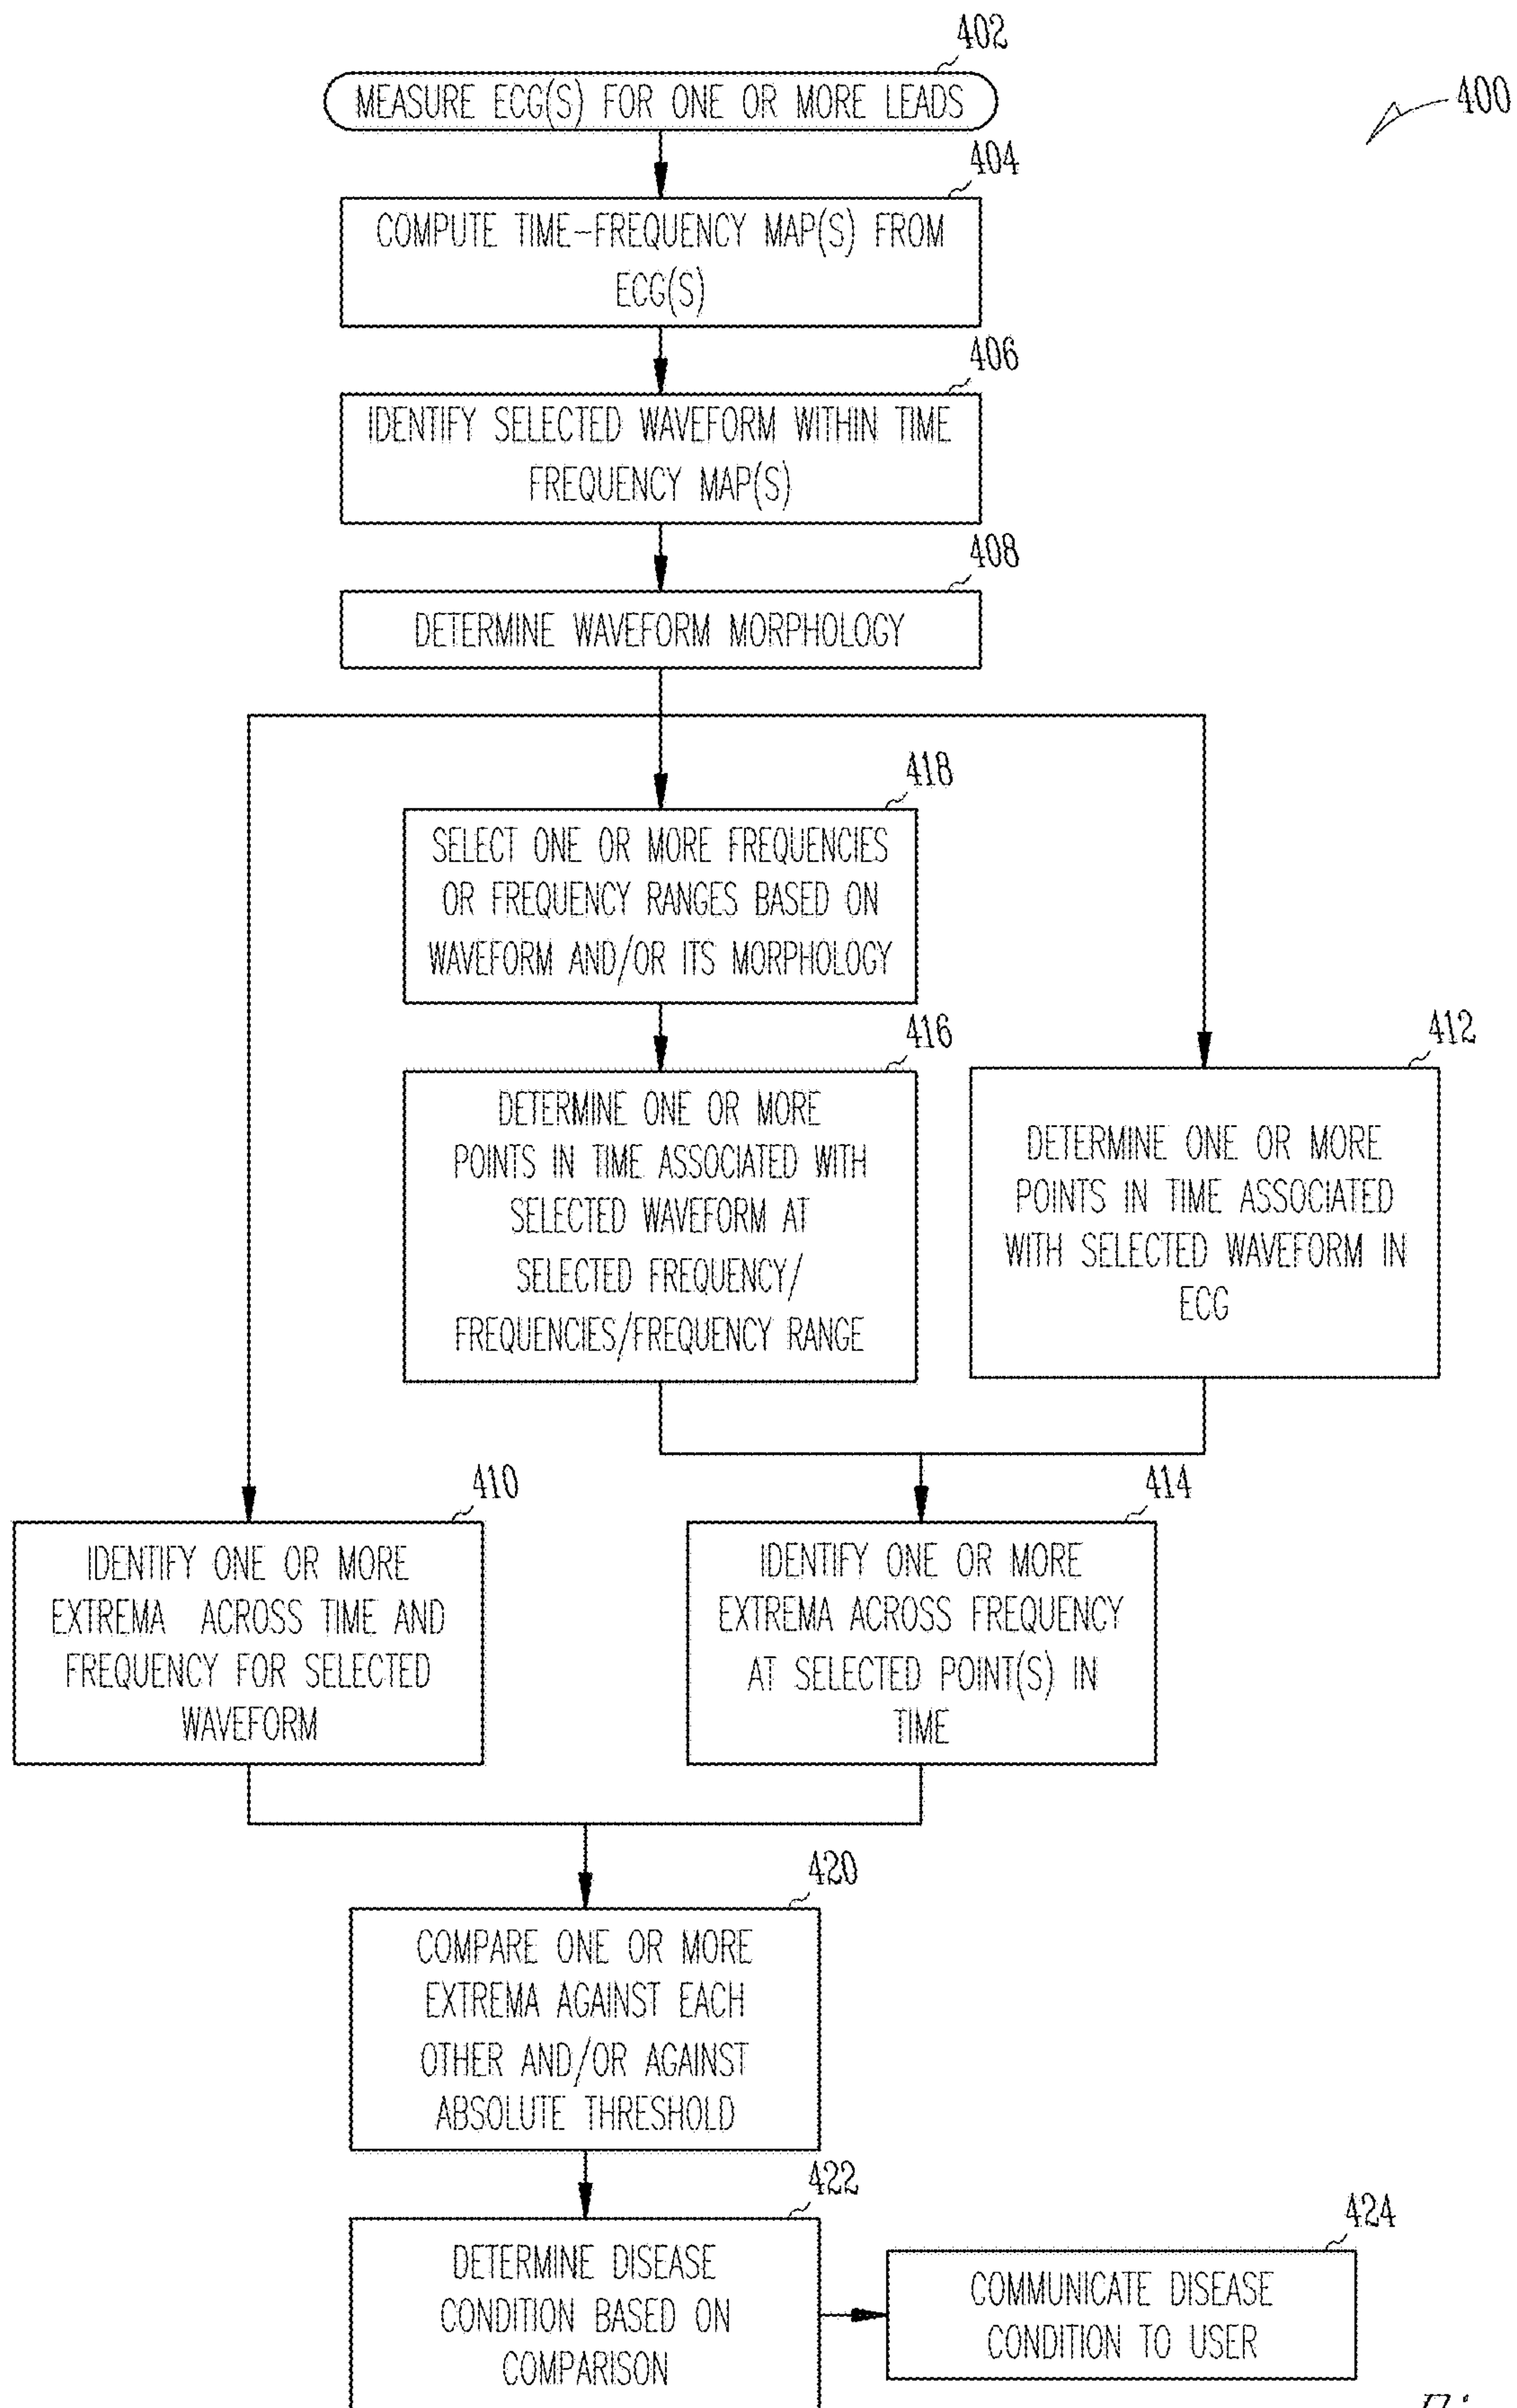 402
MEASURE ECG(S) FOR ONE OR MORE LEADS
400
404
COMPUTE TIME-FREQUENCY MAP(S) FROM
ECG(S)
406
IDENTIFY SELECTED WAVEFORM WITHIN TIME
FREQUENCY MAP(S)
408
DETERMINE WAVEFORM MORPHOLOGY
418
SELECT ONE OR MORE FREQUENCIES
OR FREQUENCY RANGES BASED ON
WAVEFORM AND/OR ITS MORPHOLOGY
416
DETERMINE ONE OR MORE
POINTS IN TIME ASSOCIATED WITH
SELECTED WAVEFORM AT
SELECTED FREQUENCY/
FREQUENCIES/FREQUENCY RANGE
412
DETERMINE ONE OR MORE
POINTS IN TIME ASSOCIATED
WITH SELECTED WAVEFORM IN
ECG
410
IDENTIFY ONE OR MORE
EXTREMA ACROSS TIME AND
FREQUENCY FOR SELECTED
WAVEFORM
414
IDENTIFY ONE OR MORE
EXTREMA ACROSS FREQUENCY
AT SELECTED POINT(S) IN
TIME
420
COMPARE ONE OR MORE
EXTREMA AGAINST EACH
OTHER AND/OR AGAINST
ABSOLUTE THRESHOLD
422
DETERMINE DISEASE
CONDITION BASED ON
COMPARISON
424
COMMUNICATE DISEASE
CONDITION TO USER